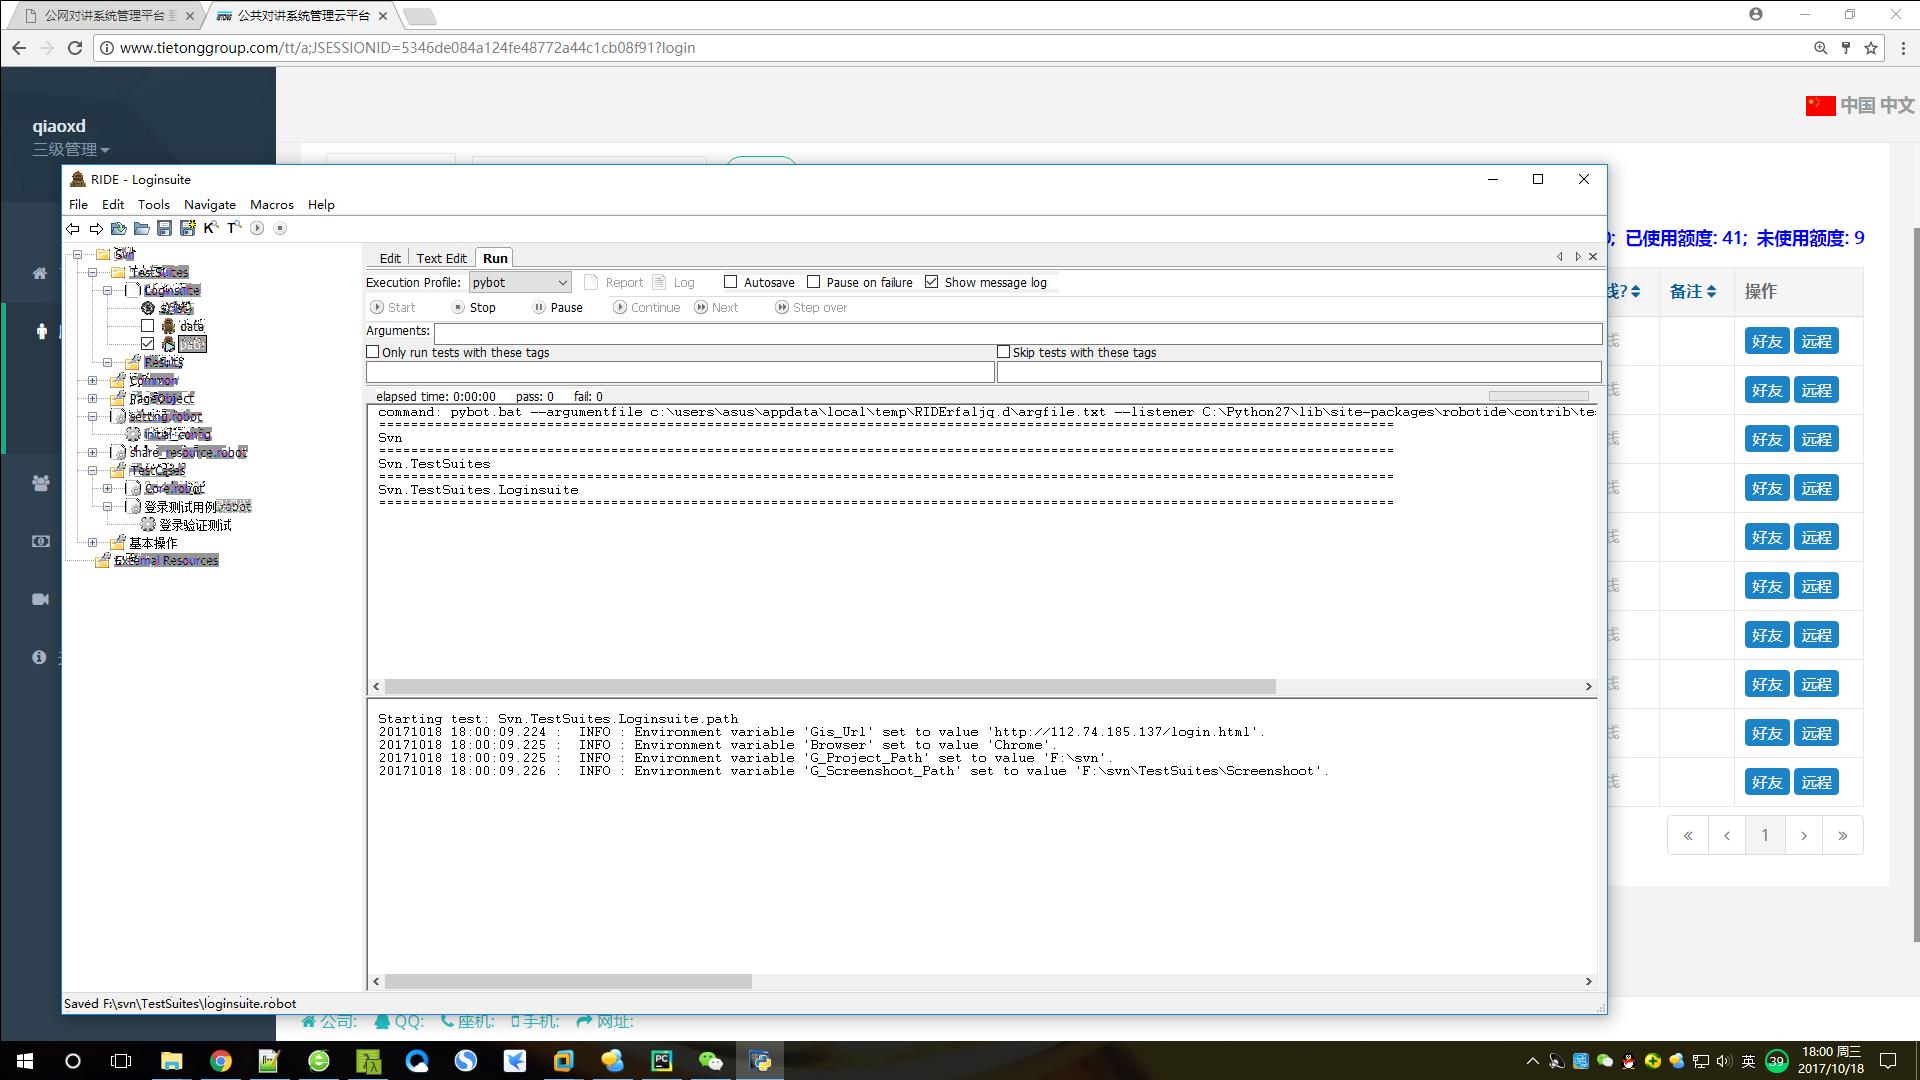 公网对讲系统管理平台
公共对讲系统管理云平台
www.tietonggroup.com/tt/a;JSESSIONID=5346de084a124fe48772a44c1cb08f91?login
中国 中文
qiaoxd
三级管理
RIDE - Loginsuite
File Edit Tools Navigate Macros Help
已使用额度: 41; 未使用额度: 9
备注 操作
好友 远程
好友 远程
好友 远程
好友 远程
好友 远程
好友 远程
好友 远程
好友 远程
好友 远程
好友 远程
« ‹ 1 › »
Svn
TestSuites
Loginsuite
data
path
Results
Common
PageObject
setting.robot
initial_config
share_resource.robot
TestCases
Core.robot
登录测试用例.robot
登录验证测试
基本操作
External Resources
Edit Text Edit Run
Execution Profile: pybot Report Log Autosave Pause on failure Show message log
Start Stop Pause Continue Next Step over
Arguments:
Only run tests with these tags Skip tests with these tags
elapsed time: 0:00:00 pass: 0 fail: 0
command: pybot.bat --argumentfile c:\users\asus\appdata\local\temp\RIDErfaljq.d\argfile.txt --listener C:\Python27\lib\site-packages\robotide\contrib\te
==============================================================================
Svn
==============================================================================
Svn.TestSuites
==============================================================================
Svn.TestSuites.Loginsuite
==============================================================================
Starting test: Svn.TestSuites.Loginsuite.path
20171018 18:00:09.224 : INFO : Environment variable 'Gis_Url' set to value 'http://112.74.185.137/login.html'.
20171018 18:00:09.225 : INFO : Environment variable 'Browser' set to value 'Chrome'.
20171018 18:00:09.225 : INFO : Environment variable 'G_Project_Path' set to value 'F:\svn'.
20171018 18:00:09.226 : INFO : Environment variable 'G_Screenshoot_Path' set to value 'F:\svn\TestSuites\Screenshoot'.
Saved F:\svn\TestSuites\loginsuite.robot
公司: QQ: 座机: 手机: 网址:
英 39 18:00 周三
2017/10/18